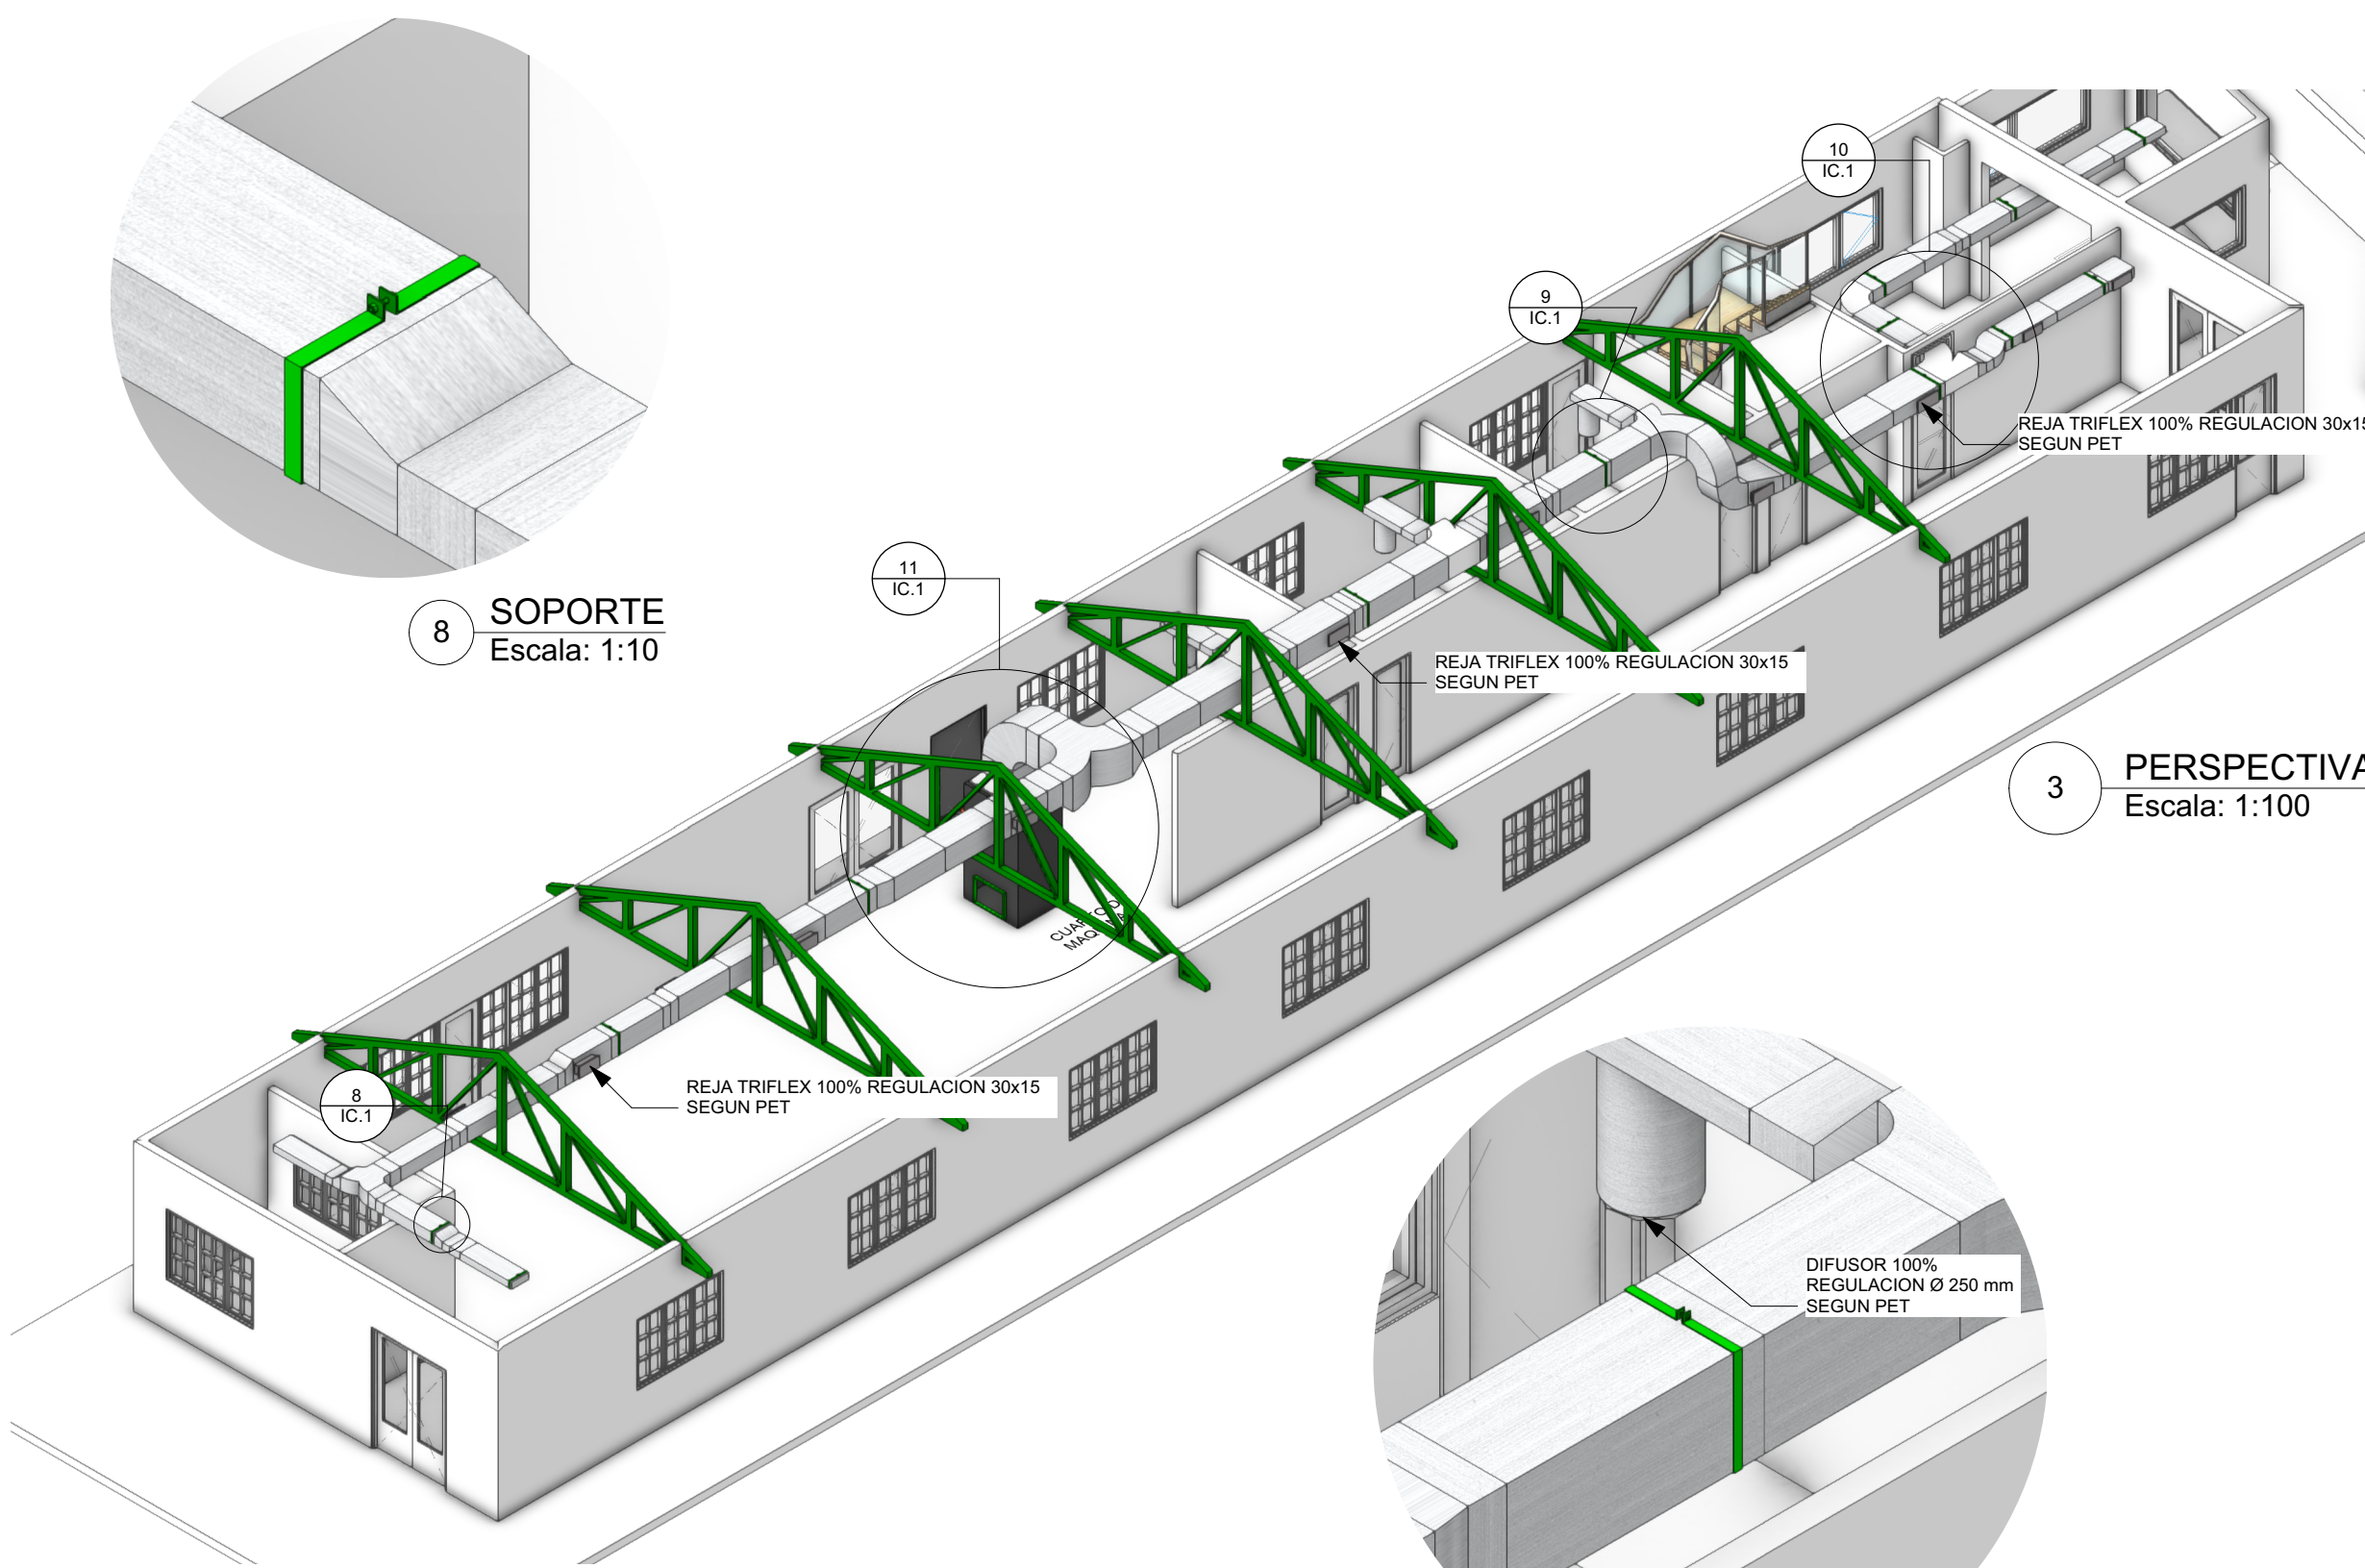 10
IC.1
9
IC.1
REJA TRIFLEX 100% REGULACION 30x15
SEGUN PET
11
IC.1
8
SOPORTE
Escala: 1:10
REJA TRIFLEX 100% REGULACION 30x15
SEGUN PET
3
PERSPECTIVA
Escala: 1:100
REJA TRIFLEX 100% REGULACION 30x15
SEGUN PET
8
IC.1
DIFUSOR 100%
REGULACION Ø 250 mm
SEGUN PET